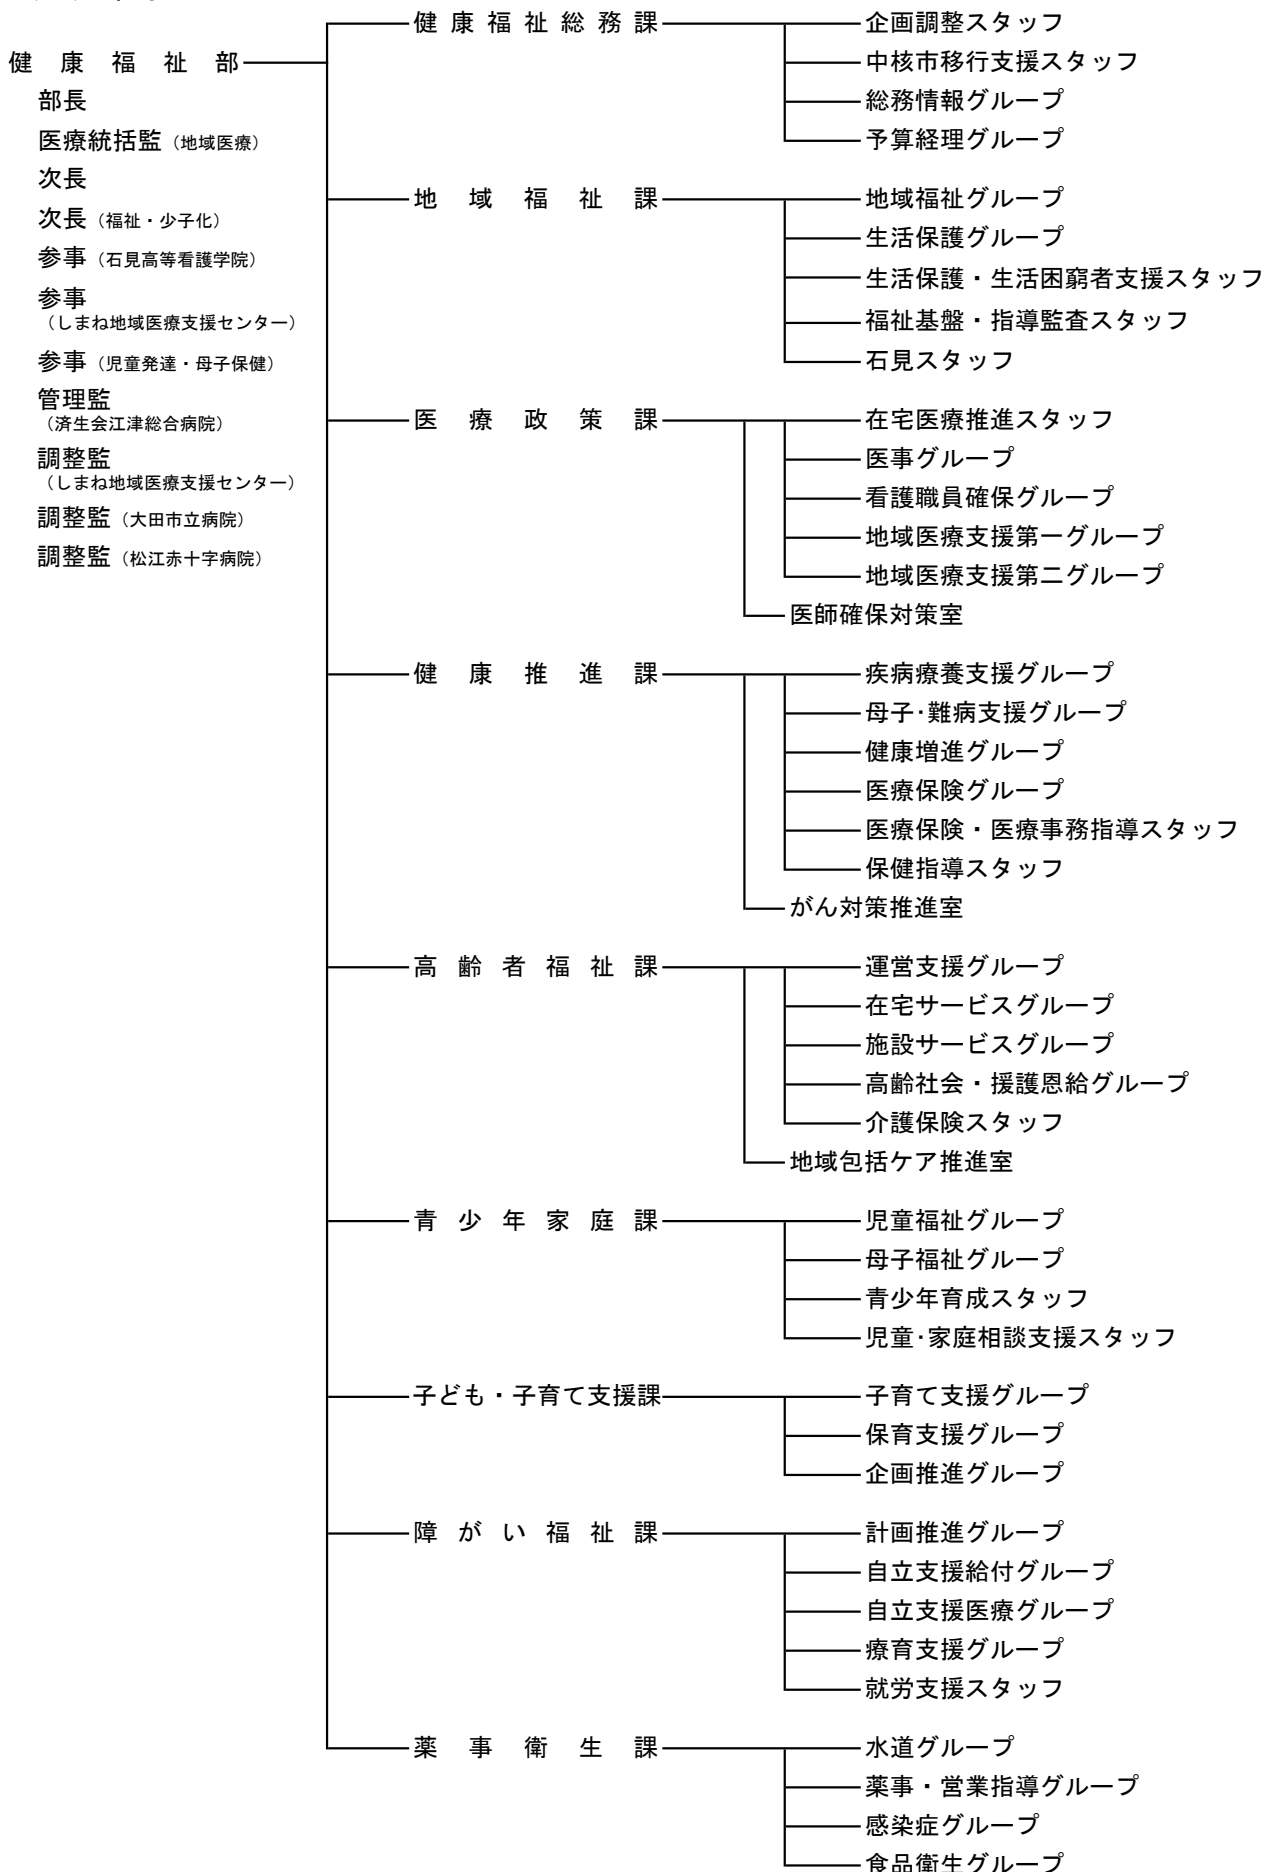 健康福祉部
部長
医療統括監（地域医療）
次長
次長（福祉・少子化）
参事（石見高等看護学院）
参事
（しまね地域医療支援センター）
参事（児童発達・母子保健）
管理監
（済生会江津総合病院）
調整監
（しまね地域医療支援センター）
調整監（大田市立病院）
調整監（松江赤十字病院）
健康福祉総務課
企画調整スタッフ
中核市移行支援スタッフ
総務情報グループ
予算経理グループ
地域福祉課
地域福祉グループ
生活保護グループ
生活保護・生活困窮者支援スタッフ
福祉基盤・指導監査スタッフ
石見スタッフ
医療政策課
在宅医療推進スタッフ
医事グループ
看護職員確保グループ
地域医療支援第一グループ
地域医療支援第二グループ
医師確保対策室
健康推進課
疾病療養支援グループ
母子･難病支援グループ
健康増進グループ
医療保険グループ
医療保険・医療事務指導スタッフ
保健指導スタッフ
がん対策推進室
高齢者福祉課
運営支援グループ
在宅サービスグループ
施設サービスグループ
高齢社会・援護恩給グループ
介護保険スタッフ
地域包括ケア推進室
青少年家庭課
児童福祉グループ
母子福祉グループ
青少年育成スタッフ
児童･家庭相談支援スタッフ
子ども・子育て支援課
子育て支援グループ
保育支援グループ
企画推進グループ
障がい福祉課
計画推進グループ
自立支援給付グループ
自立支援医療グループ
療育支援グループ
就労支援スタッフ
薬事衛生課
水道グループ
薬事・営業指導グループ
感染症グループ
食品衛生グループ